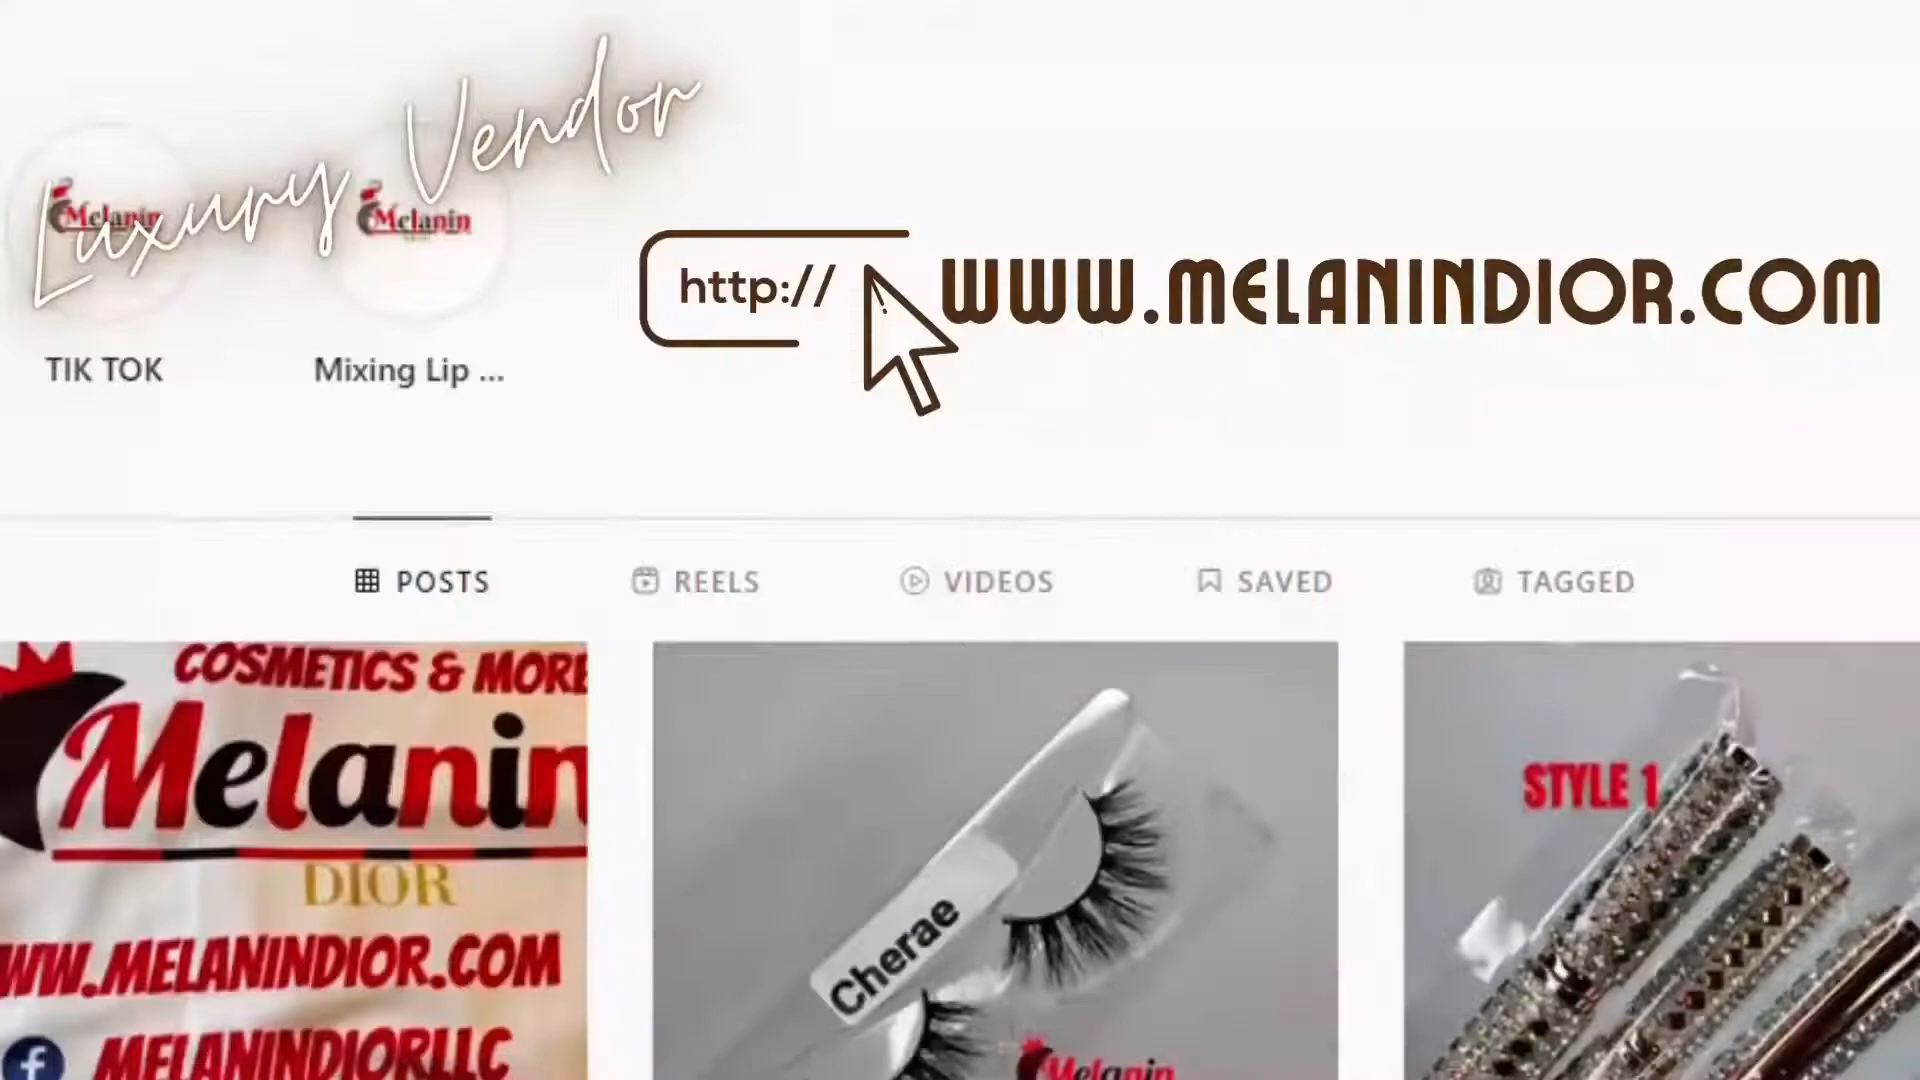 Luxury Vendor
Melanin
Melanin
http://
WWW.MELANINDIOR.COM
TIK TOK
Mixing Lip ...
POSTS
REELS
VIDEOS
SAVED
TAGGED
COSMETICS & MORE
Melanin
DIOR
WWW.MELANINDIOR.COM
MELANINDIORLLC
Cherae
Melanin
STYLE 1